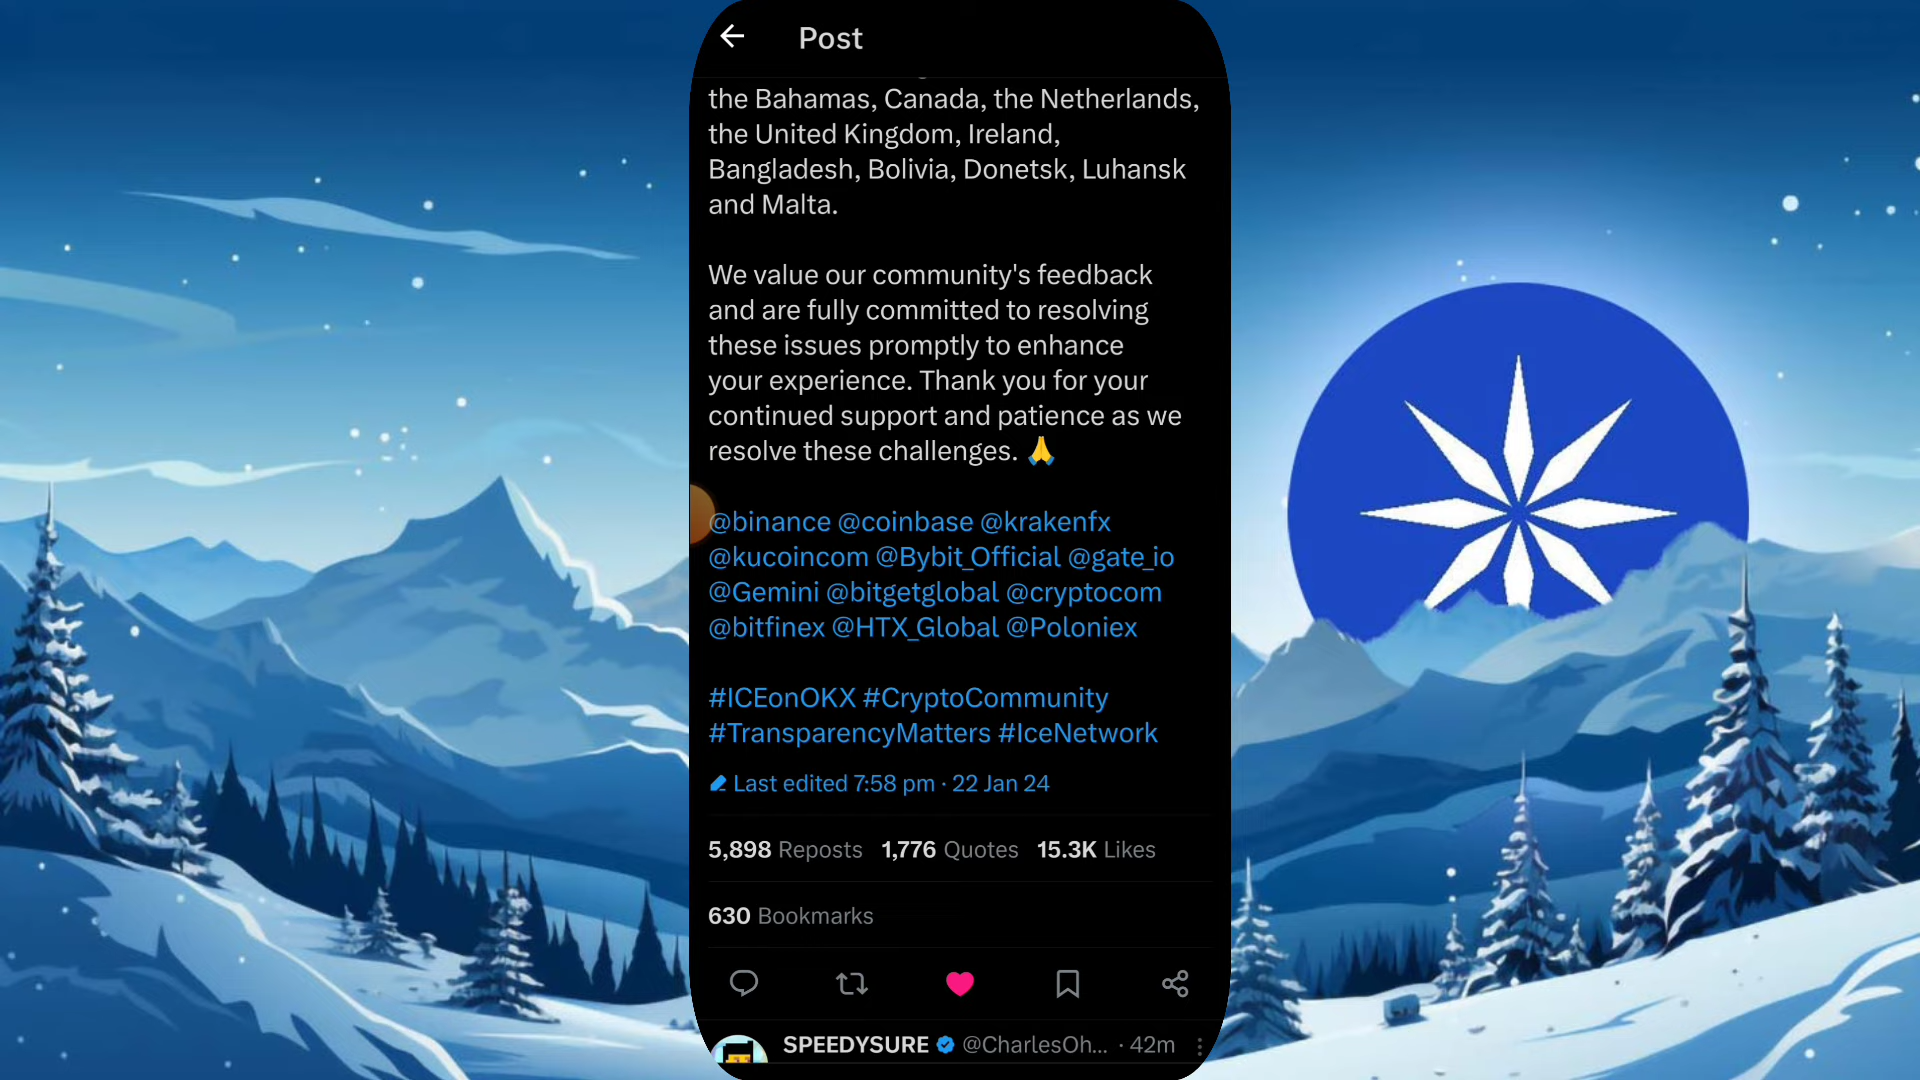 Post
the Bahamas, Canada, the Netherlands,
the United Kingdom, Ireland,
Bangladesh, Bolivia, Donetsk, Luhansk
and Malta.
We value our community's feedback
and are fully committed to resolving
these issues promptly to enhance
your experience. Thank you for your
continued support and patience as we
resolve these challenges. 🙏
@binance @coinbase @krakenfx
@kucoincom @Bybit_Official @gate_io
@Gemini @bitgetglobal @cryptocom
@bitfinex @HTX_Global @Poloniex
#ICEonOKX #CryptoCommunity
#TransparencyMatters #IceNetwork
Last edited 7:58 pm · 22 Jan 24
5,898 Reposts 1,776 Quotes 15.3K Likes
630 Bookmarks
SPEEDYSURE @CharlesOh... · 42m